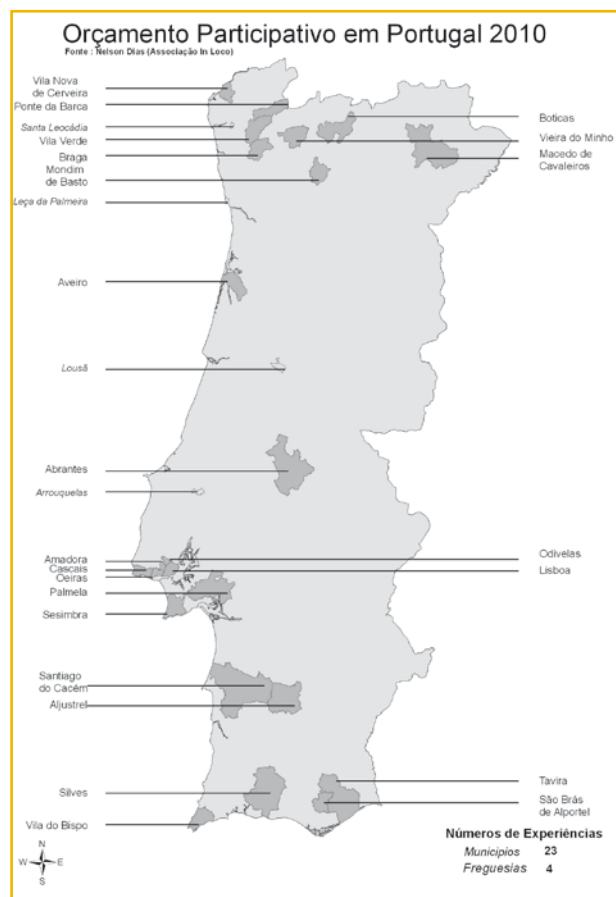 Orçamento Participativo em Portugal 2010
Fonte : Nelson Dias (Associação In Loco)
Vila Nova
de Cerveira
Ponte da Barca
Santa Leocádia
Vila Verde
Braga
Mondim
de Basto
Leça da Palmeira
Aveiro
Lousã
Abrantes
Arrouquelas
Amadora
Cascais
Oeiras
Palmela
Sesimbra
Santiago
do Cacém
Aljustrel
Silves
Vila do Bispo
Boticas
Vieira do Minho
Macedo de
Cavaleiros
Odivelas
Lisboa
Tavira
São Brás
de Alportel
Números de Experiências
Municipios 23
Freguesias 4
N
W E
S